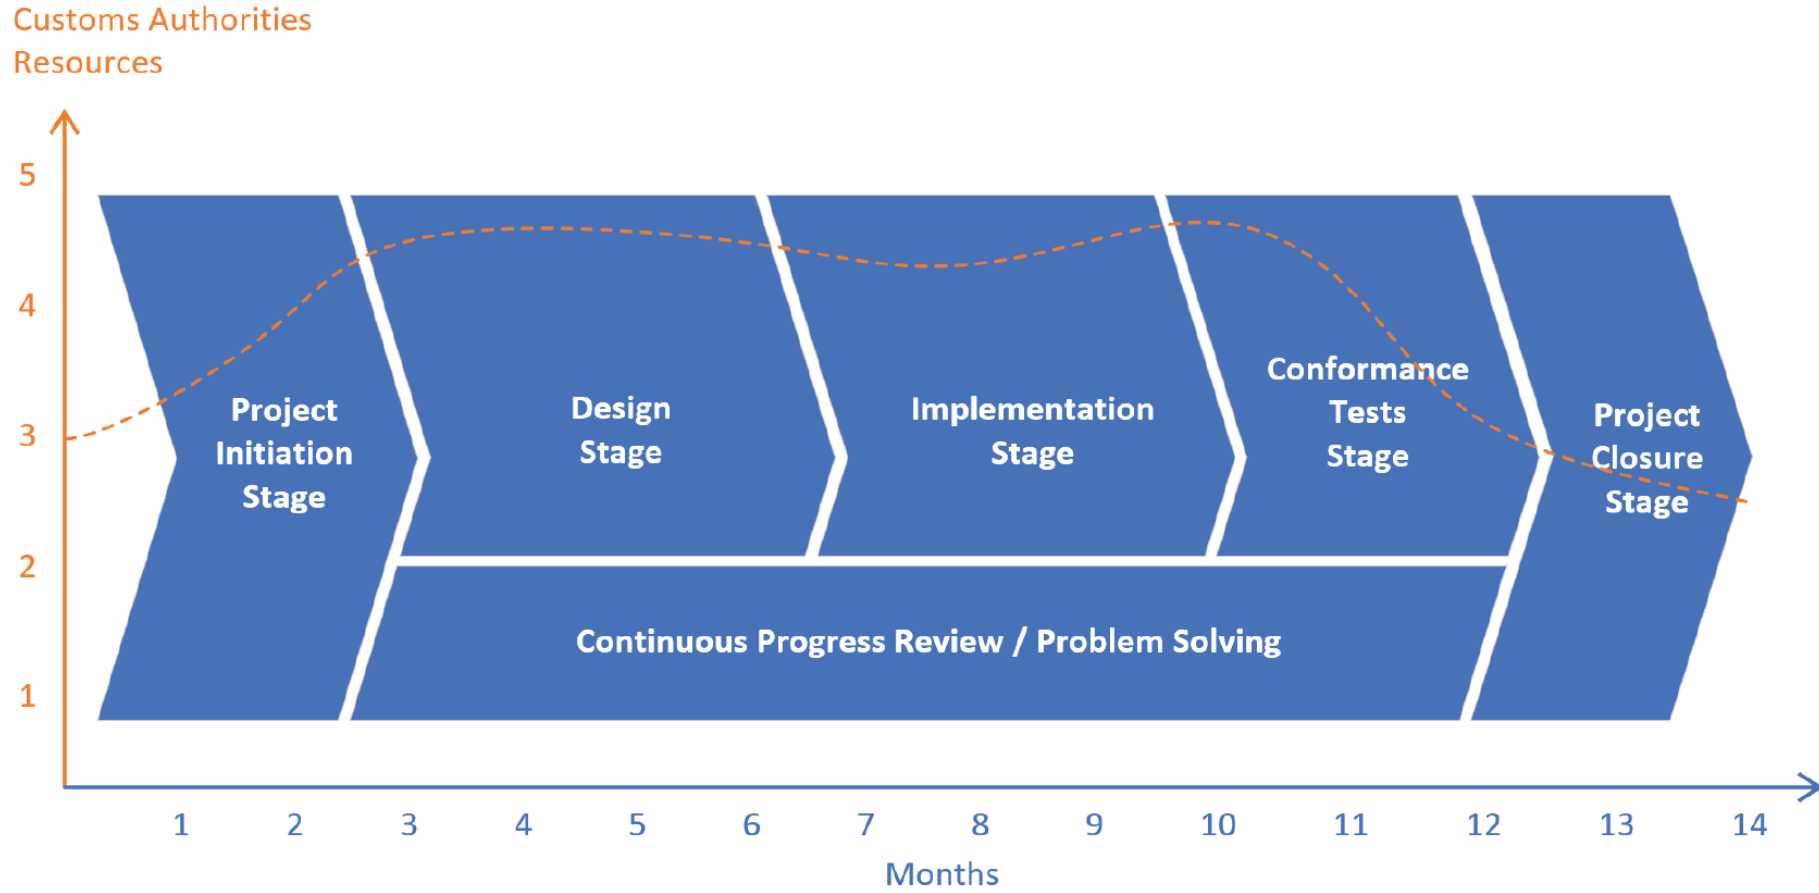 Customs Authorities
Resources
5
4
3
2
1
Project
Initiation
Stage
Design
Stage
Implementation
Stage
Conformance
Tests
Stage
Project
Closure
Stage
Continuous Progress Review / Problem Solving
1 2 3 4 5 6 7 8 9 10 11 12 13 14
Months